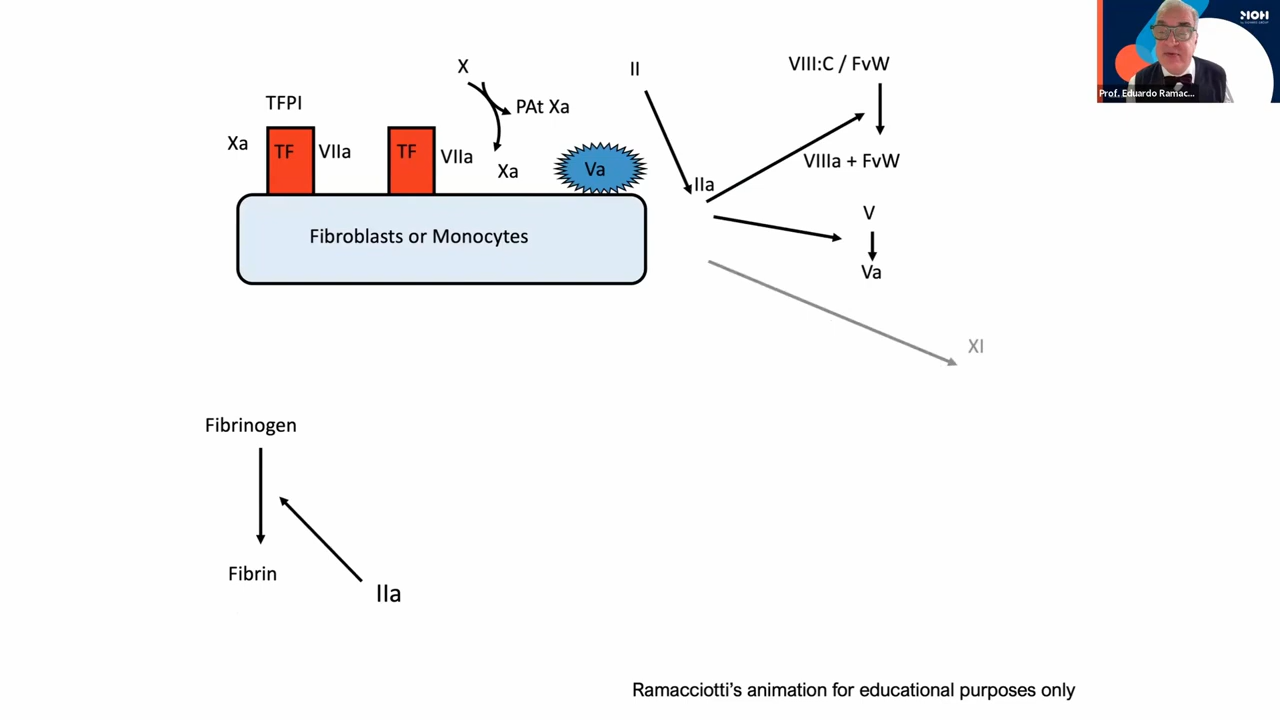 X
II
VIII:C / FvW
NOH
Prof. Eduardo Ramac...
TFPI
PAt Xa
Xa
TF
VIIa
TF
VIIa
Xa
Va
IIa
VIIIa + FvW
V
Va
Fibroblasts or Monocytes
XI
Fibrinogen
Fibrin
IIa
Ramacciotti’s animation for educational purposes only